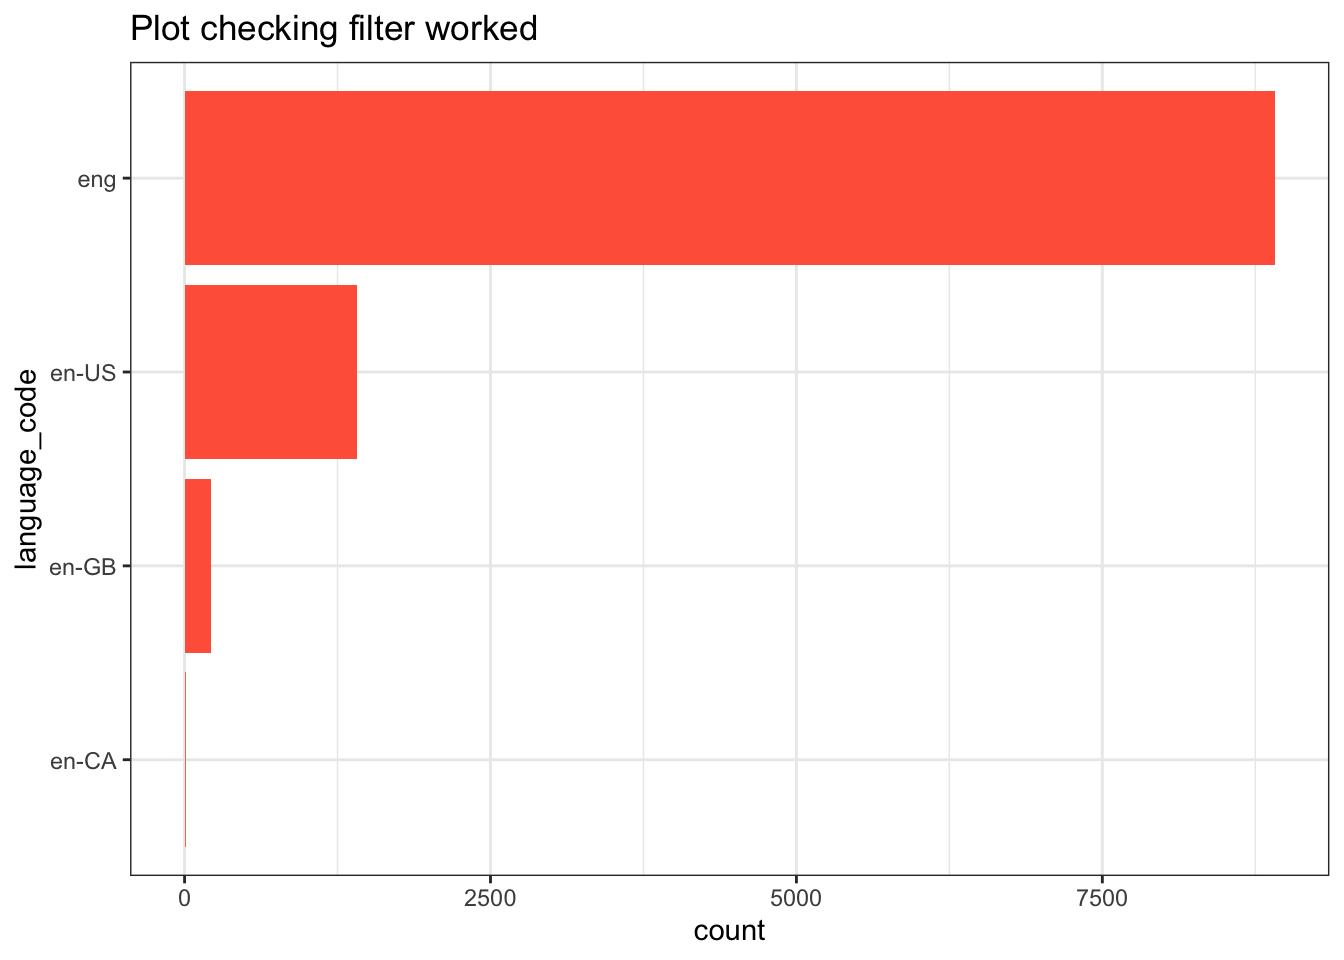 Plot checking filter worked
eng
en-US
en-GB
en-CA
language_code
0 2500 5000 7500
count